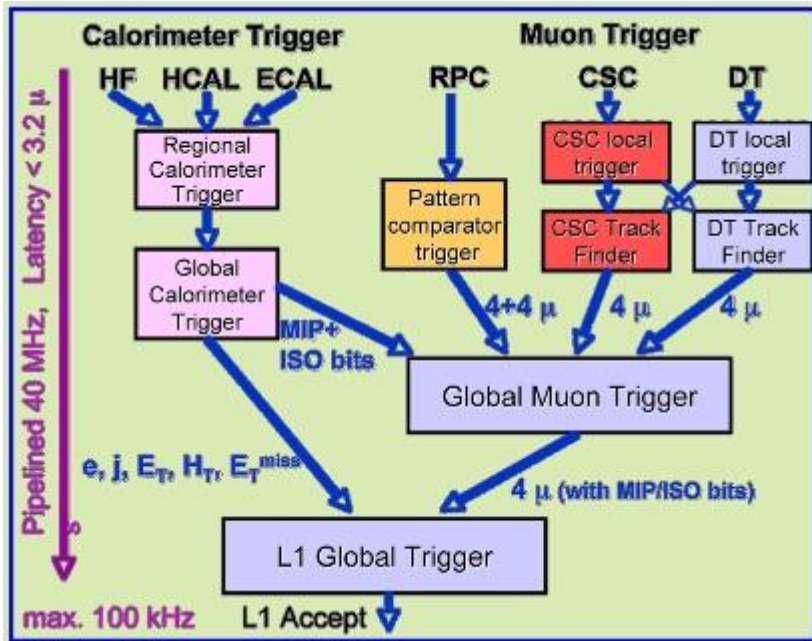 Calorimeter Trigger
Muon Trigger
HF HCAL ECAL
RPC CSC DT
Regional
Calorimeter
Trigger
CSC local
trigger
DT local
trigger
Pattern
comparator
trigger
CSC Track
Finder
DT Track
Finder
Global
Calorimeter
Trigger
4+4 μ
4 μ
4 μ
MIP+
ISO bits
Global Muon Trigger
e, j, E_T, H_T, E_T^miss
4 μ (with MIP/ISO bits)
L1 Global Trigger
L1 Accept
Pipelined 40 MHz, Latency < 3.2 μ
s
max. 100 kHz